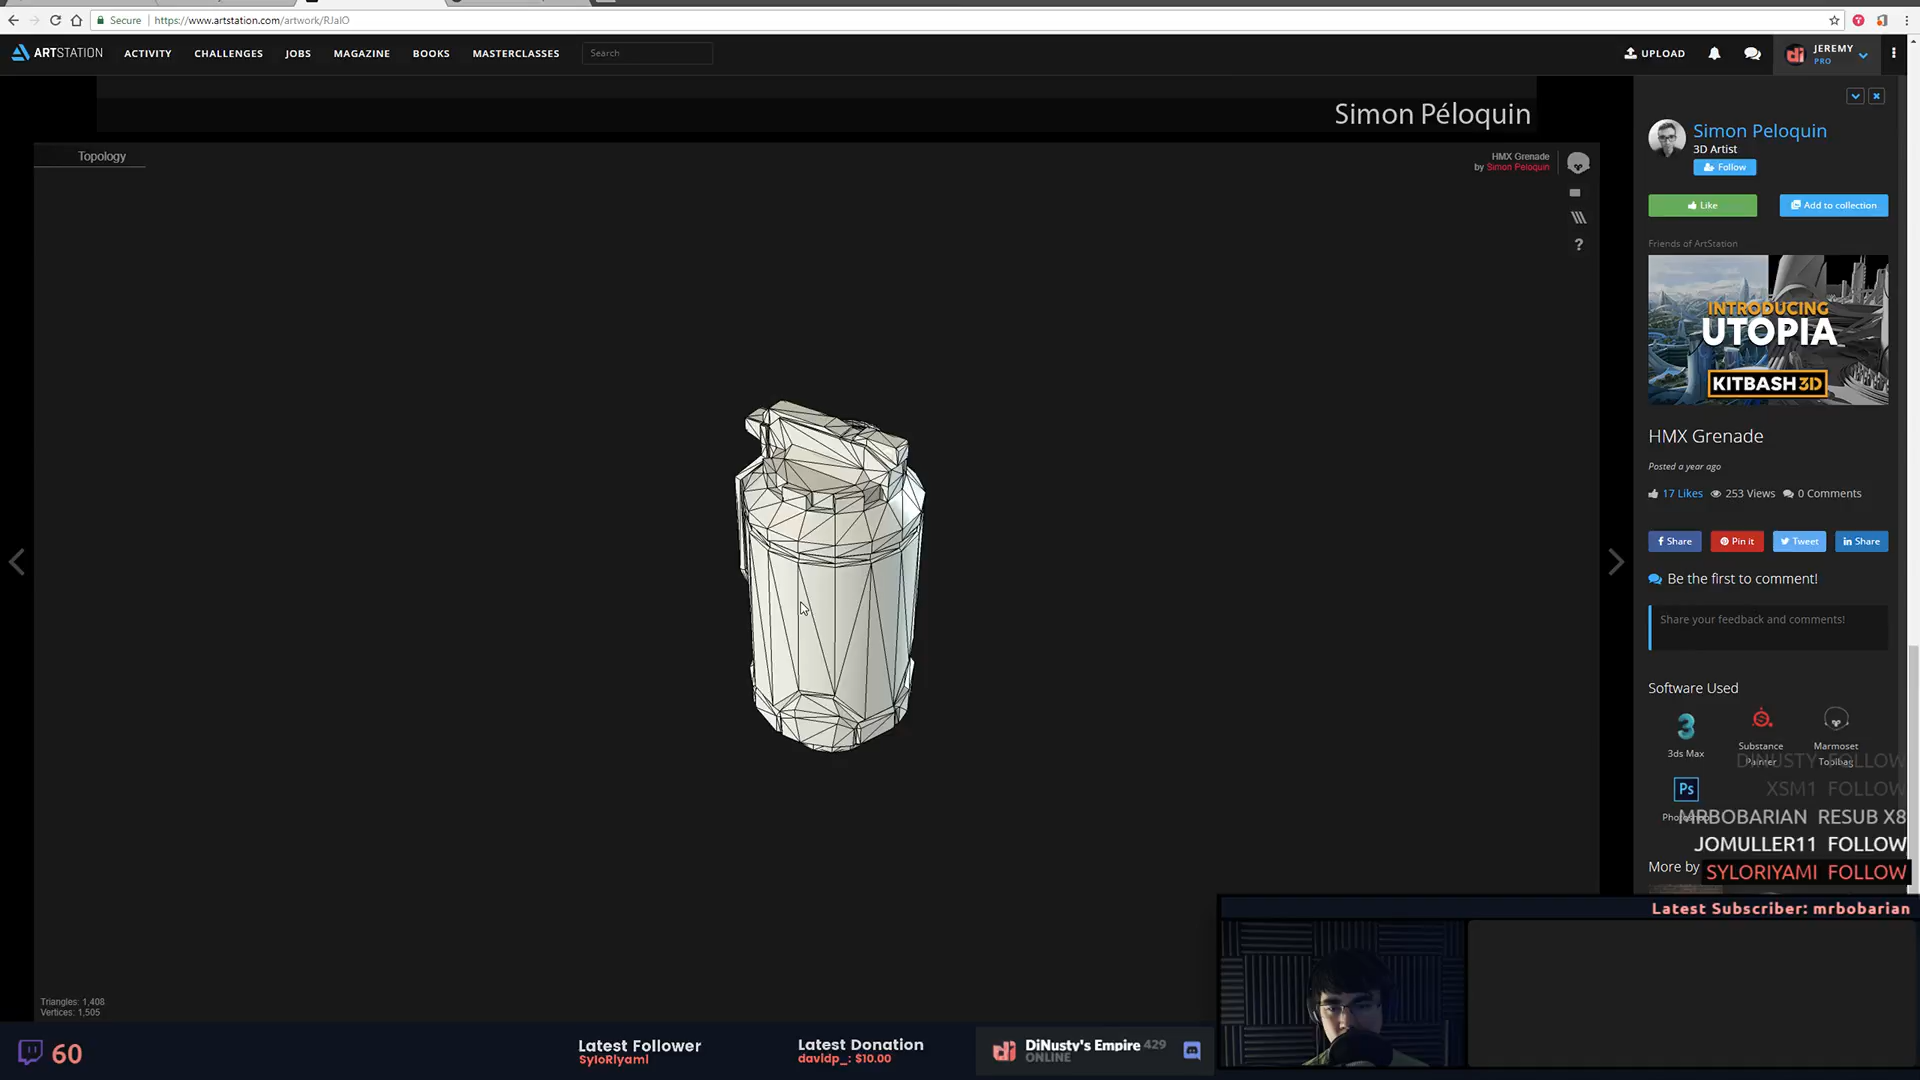 Secure
https://www.artstation.com/artwork/RJalO
ARTSTATION
ACTIVITY
CHALLENGES
JOBS
MAGAZINE
BOOKS
MASTERCLASSES
Search
UPLOAD
JEREMY
PRO
Simon Péloquin
Topology
HMX Grenade
by Simon Peloquin
?
Simon Peloquin
3D Artist
Follow
Like
Add to collection
Friends of ArtStation
INTRODUCING
UTOPIA
KITBASH3D
HMX Grenade
Posted a year ago
17 Likes
253 Views
0 Comments
Share
Pin it
Tweet
Share
Be the first to comment!
Share your feedback and comments!
Software Used
3ds Max
Substance
Painter
Marmoset
Toolbag
Ps
DINUSTY FOLLOW
XSM1 FOLLOW
MRBOBARIAN RESUB X8
JOMULLER11 FOLLOW
More by
SYLORIYAMI FOLLOW
Latest Subscriber: mrbobarian
Triangles: 1,408
Vertices: 1,505
60
Latest Follower
SyloRIyami
Latest Donation
davidp_: $10.00
di
DiNusty's Empire 429
ONLINE